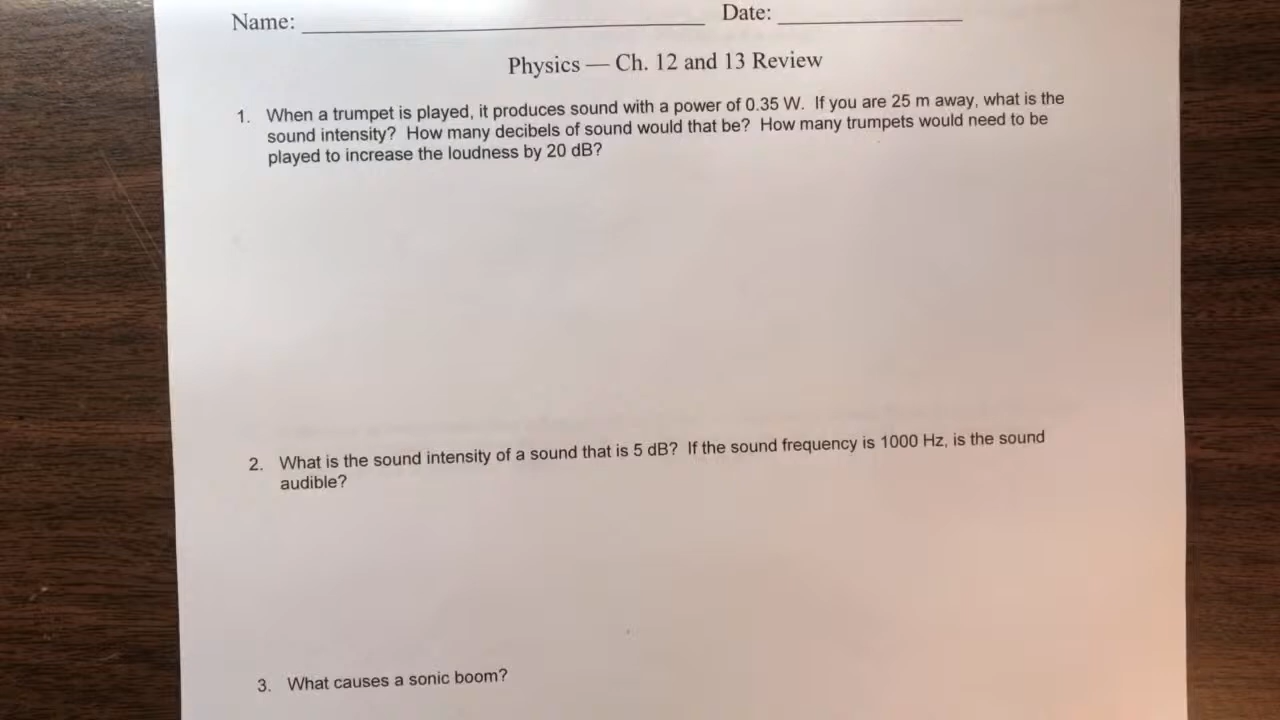 Name: ____________ Date: ____________
Physics — Ch. 12 and 13 Review
1. When a trumpet is played, it produces sound with a power of 0.35 W. If you are 25 m away, what is the
sound intensity? How many decibels of sound would that be? How many trumpets would need to be
played to increase the loudness by 20 dB?
2. What is the sound intensity of a sound that is 5 dB? If the sound frequency is 1000 Hz, is the sound
audible?
3. What causes a sonic boom?